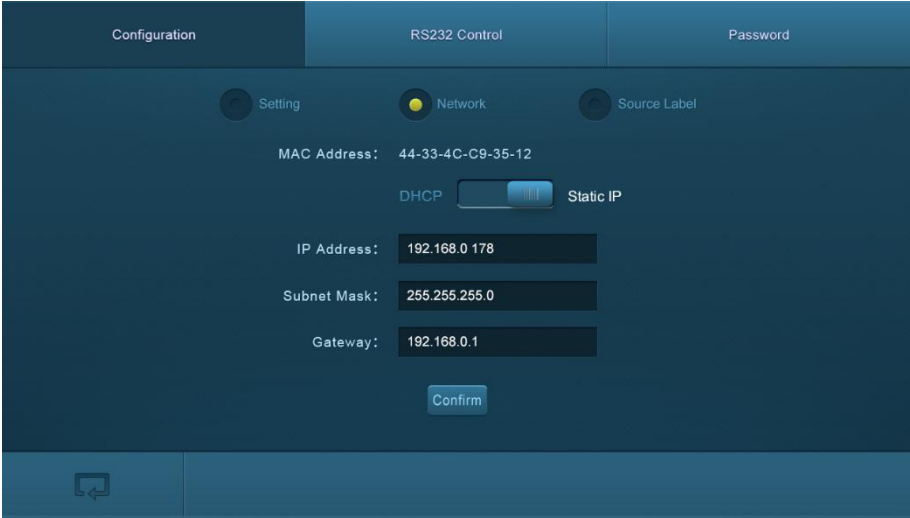 Configuration RS232 Control Password
Setting Network Source Label
MAC Address: 44-33-4C-C9-35-12
DHCP Static IP
IP Address: 192.168.0 178
Subnet Mask: 255.255.255.0
Gateway: 192.168.0.1
Confirm